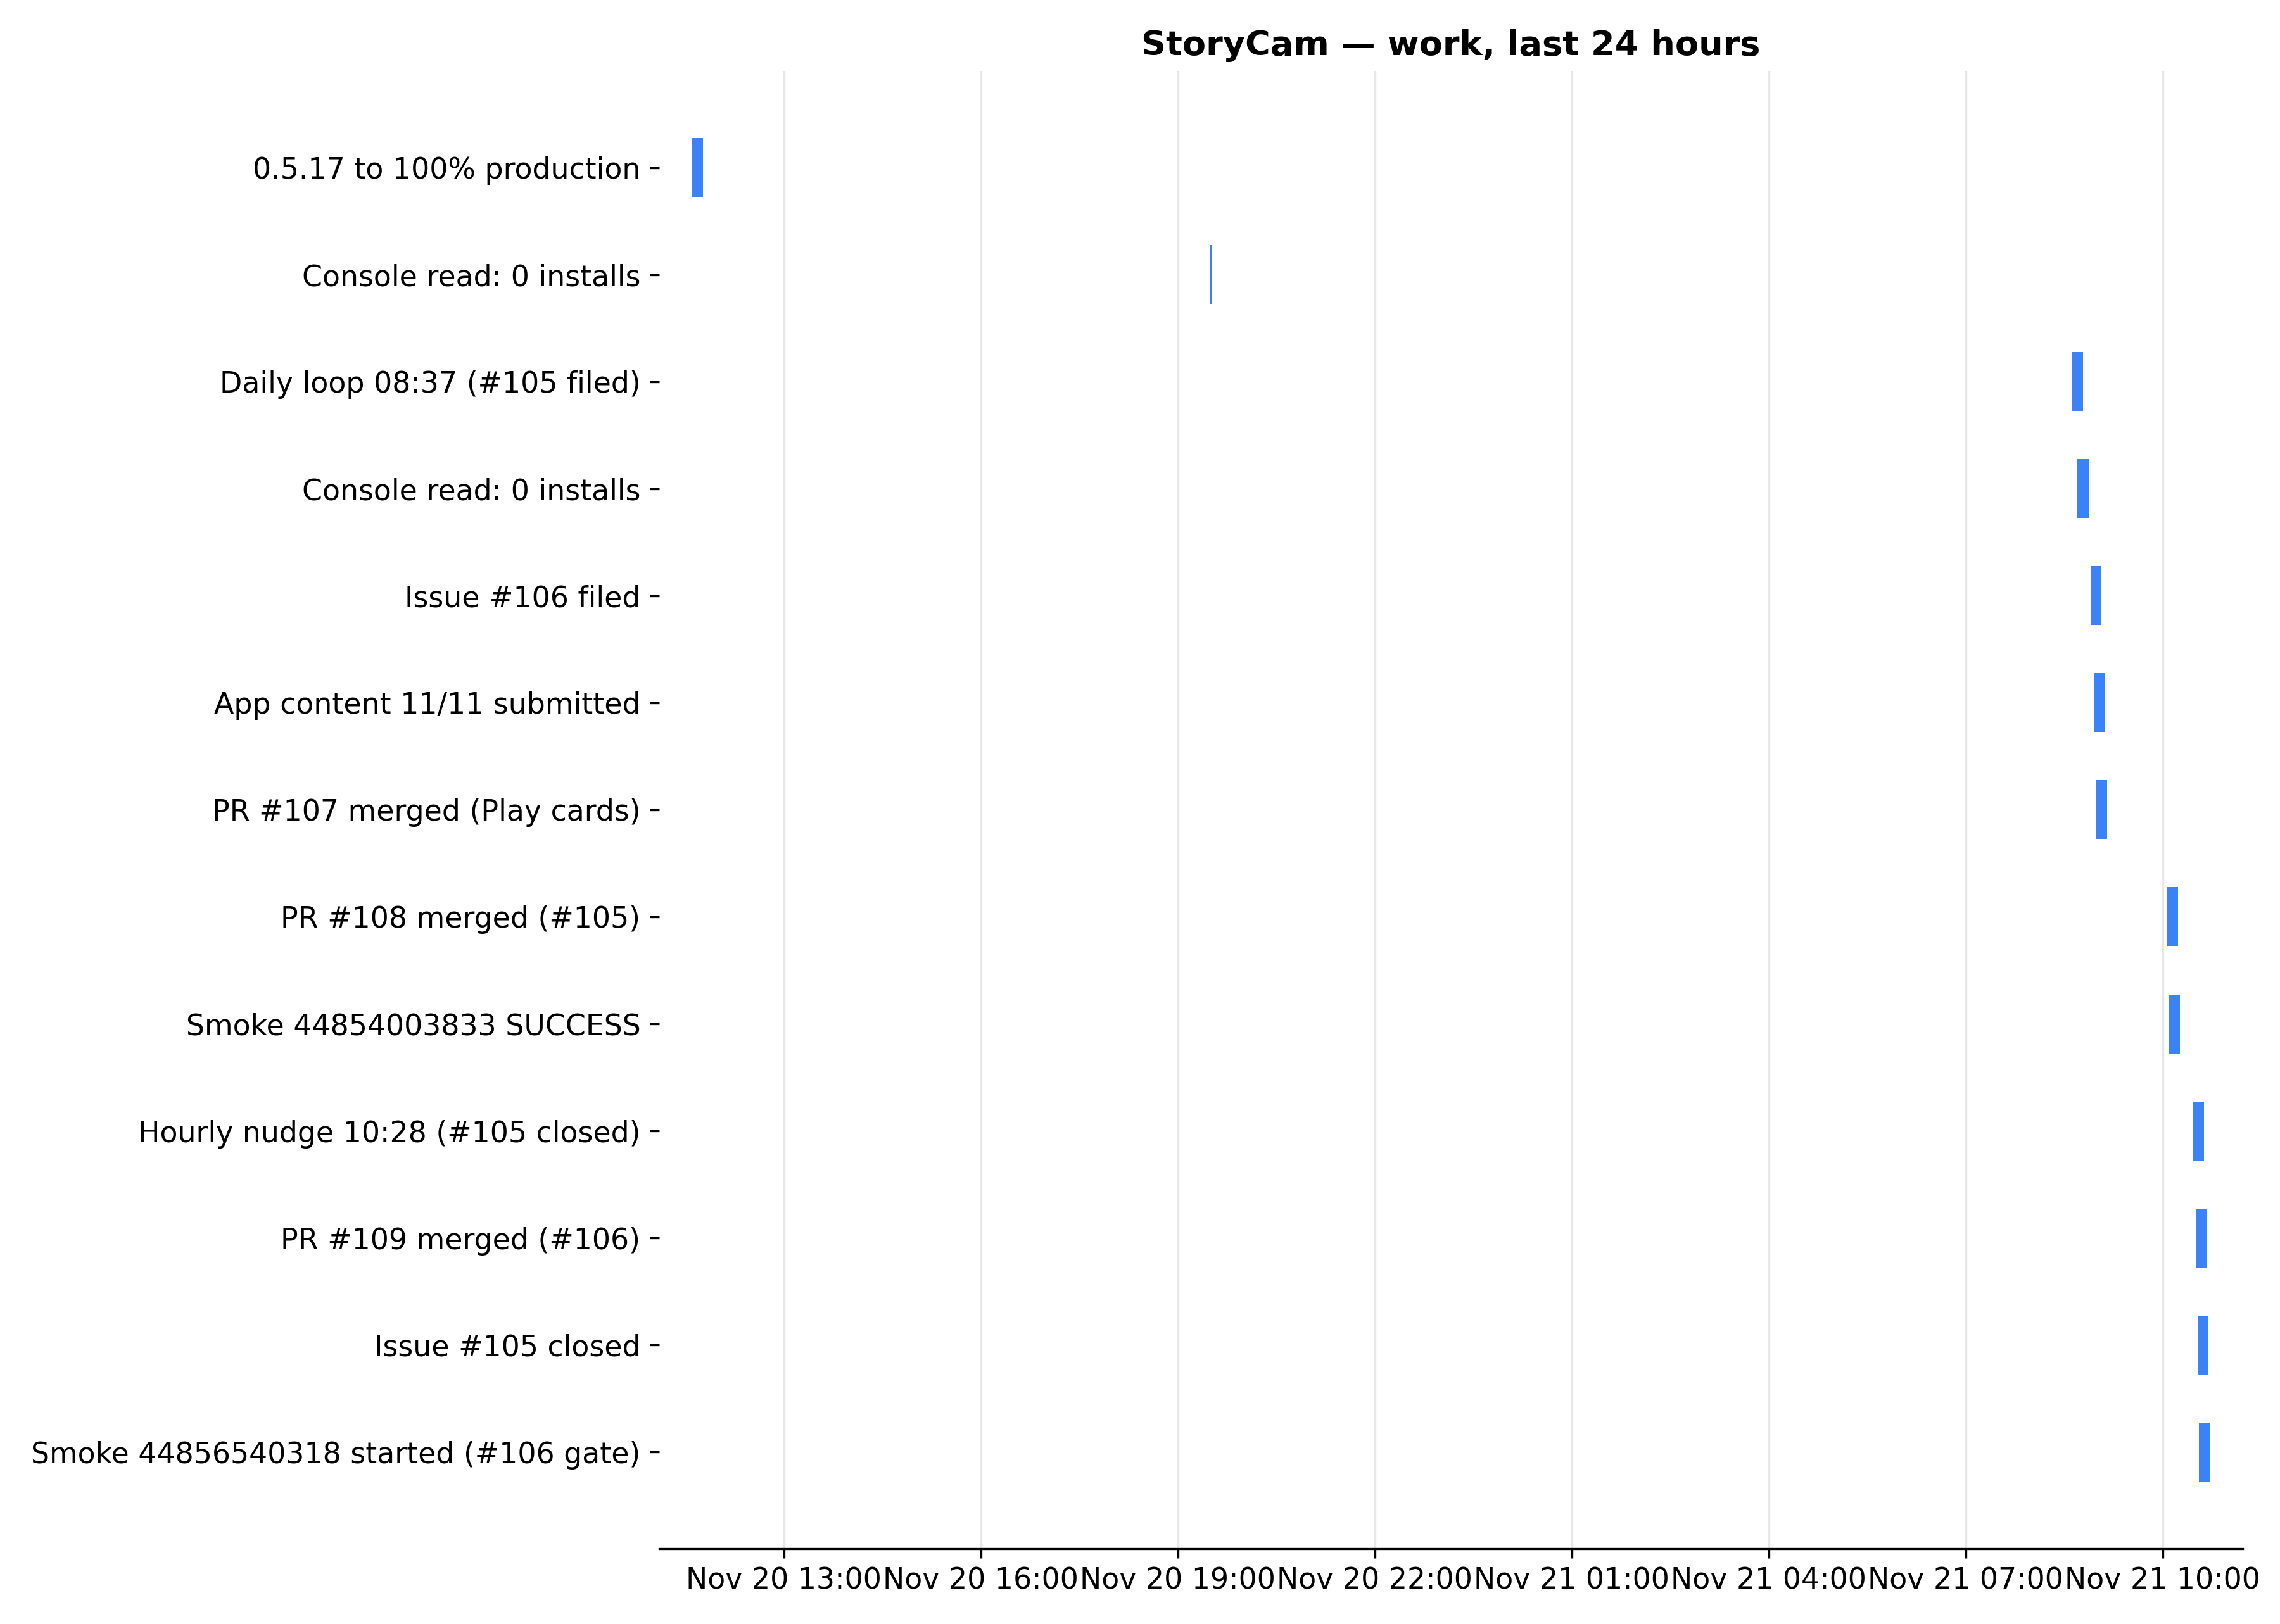 StoryCam — work, last 24 hours
0.5.17 to 100% production
Console read: 0 installs
Daily loop 08:37 (#105 filed)
Console read: 0 installs
Issue #106 filed
App content 11/11 submitted
PR #107 merged (Play cards)
PR #108 merged (#105)
Smoke 44854003833 SUCCESS
Hourly nudge 10:28 (#105 closed)
PR #109 merged (#106)
Issue #105 closed
Smoke 44856540318 started (#106 gate)
Nov 20 13:00 Nov 20 16:00 Nov 20 19:00 Nov 20 22:00 Nov 21 01:00 Nov 21 04:00 Nov 21 07:00 Nov 21 10:00